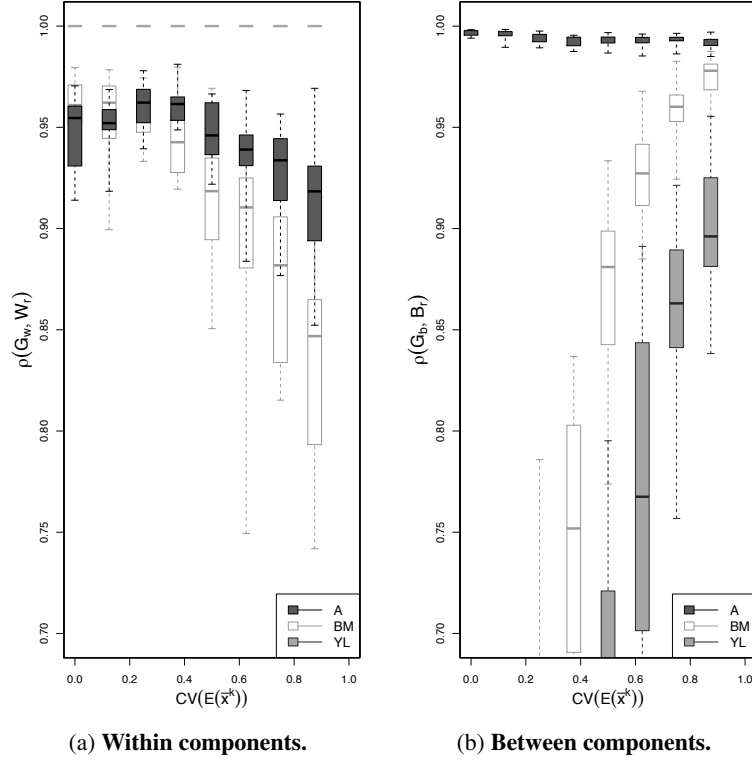 1.00
0.95
0.90
0.85
0.80
0.75
0.70
ρ(G_w, W_r)
0.0 0.2 0.4 0.6 0.8 1.0
CV(E(x̄^k))
A
BM
YL
(a) Within components.
1.00
0.95
0.90
0.85
0.80
0.75
0.70
ρ(G_b, B_r)
0.0 0.2 0.4 0.6 0.8 1.0
CV(E(x̄^k))
A
BM
YL
(b) Between components.